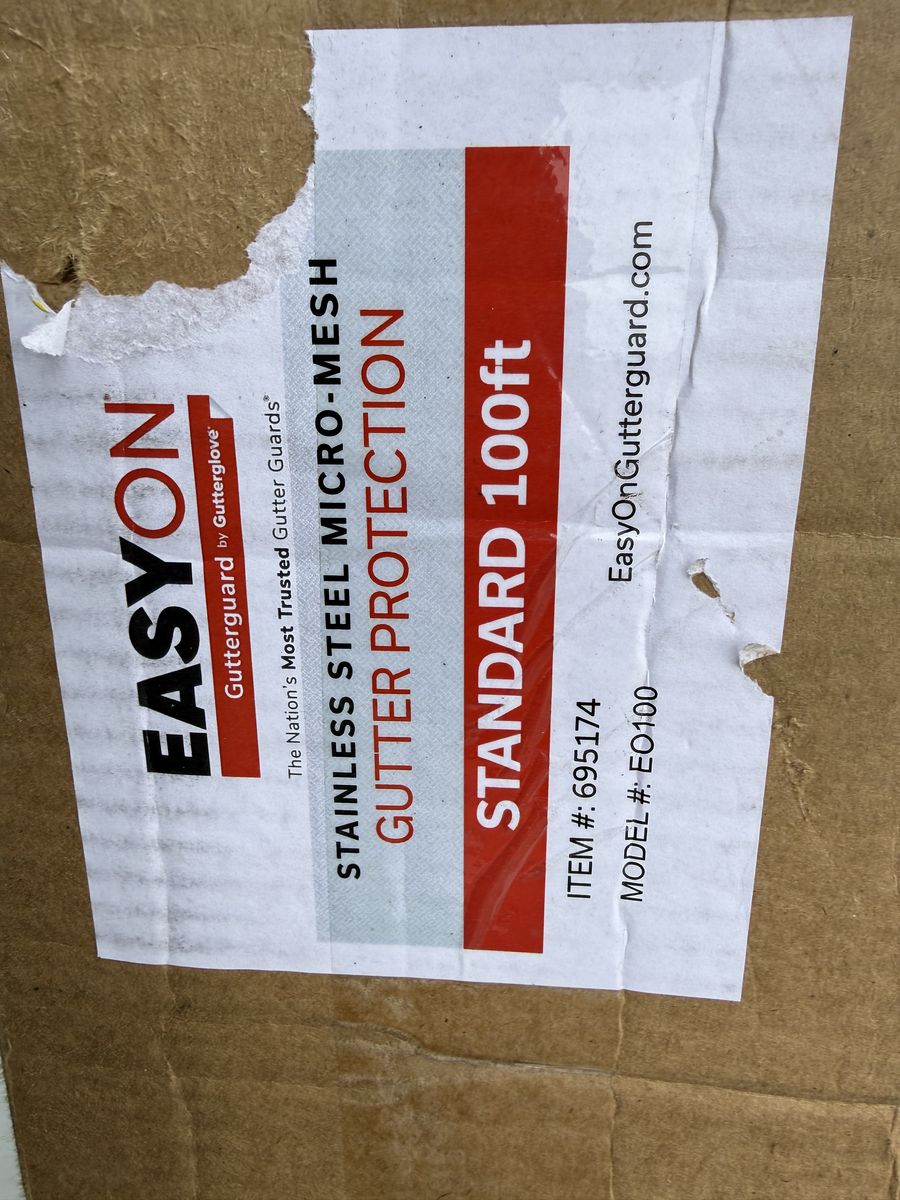 EASYON
Gutterguard by Gutterglove®
The Nation's Most Trusted Gutter Guards®
STAINLESS STEEL MICRO-MESH
GUTTER PROTECTION
STANDARD 100ft
ITEM #: 695174
MODEL #: EO100
EasyOnGutterguard.com